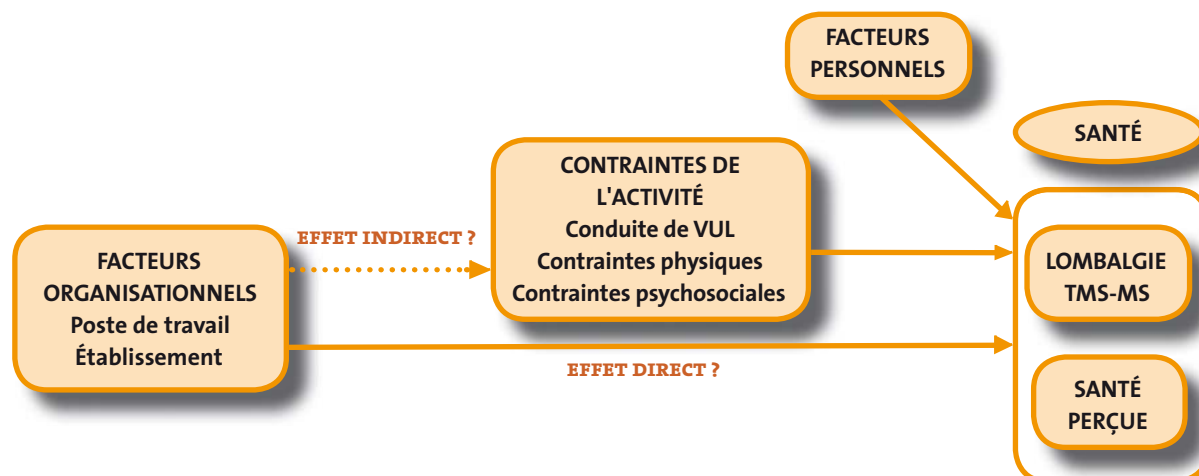 FACTEURS
PERSONNELS
SANTÉ
CONTRAINTES DE
L'ACTIVITÉ
Conduite de VUL
Contraintes physiques
Contraintes psychosociales
EFFET INDIRECT ?
FACTEURS
ORGANISATIONNELS
Poste de travail
Établissement
LOMBALGIE
TMS-MS
EFFET DIRECT ?
SANTÉ
PERÇUE